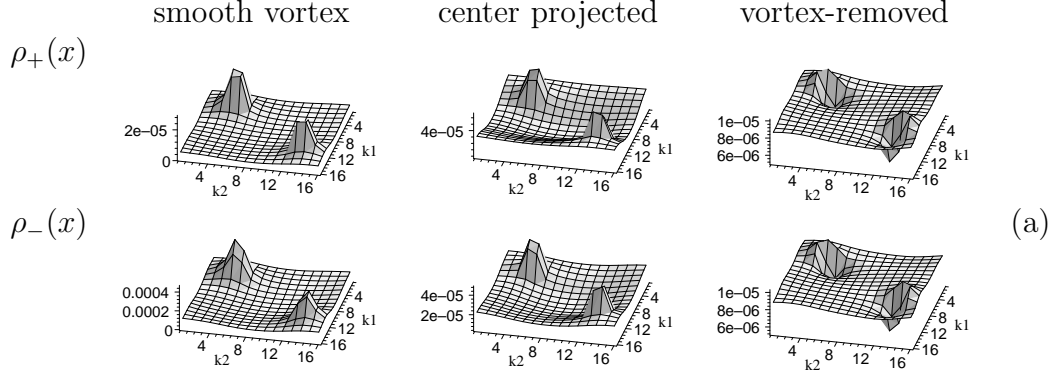 smooth vortex center projected vortex-removed
ρ₊(x)
2e−05
0
4 8 12 16
k2
4 8 12 16
k1
4e−05
4 8 12 16
k2
4 8 12 16
k1
1e−05
8e−06
6e−06
4 8 12 16
k2
4 8 12 16
k1
ρ₋(x)
(a)
0.0004
0.0002
0
4 8 12 16
k2
4 8 12 16
k1
4e−05
2e−05
4 8 12 16
k2
4 8 12 16
k1
1e−05
8e−06
6e−06
4 8 12 16
k2
4 8 12 16
k1